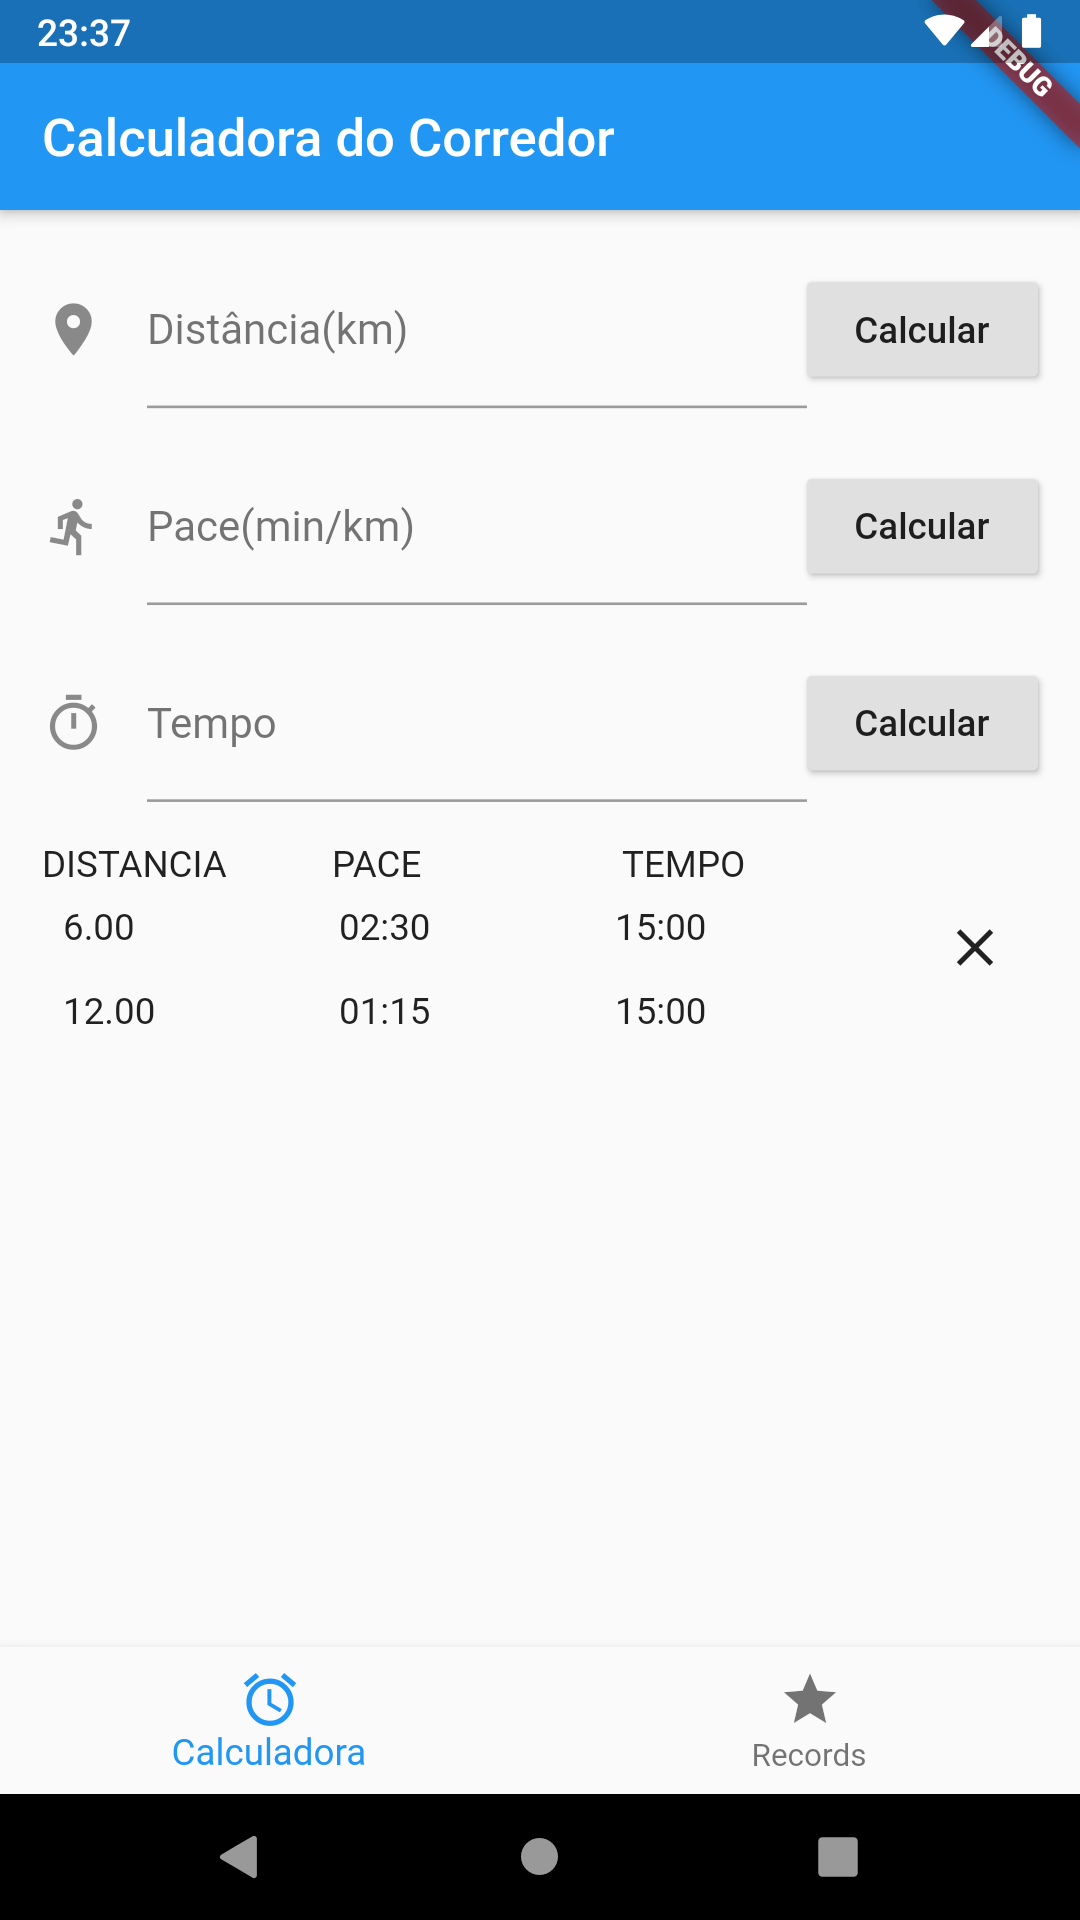 23:37
DEBUG
Calculadora do Corredor
Distância(km) Calcular
Pace(min/km) Calcular
Tempo Calcular
DISTANCIA PACE TEMPO
6.00 02:30 15:00
12.00 01:15 15:00
Calculadora Records